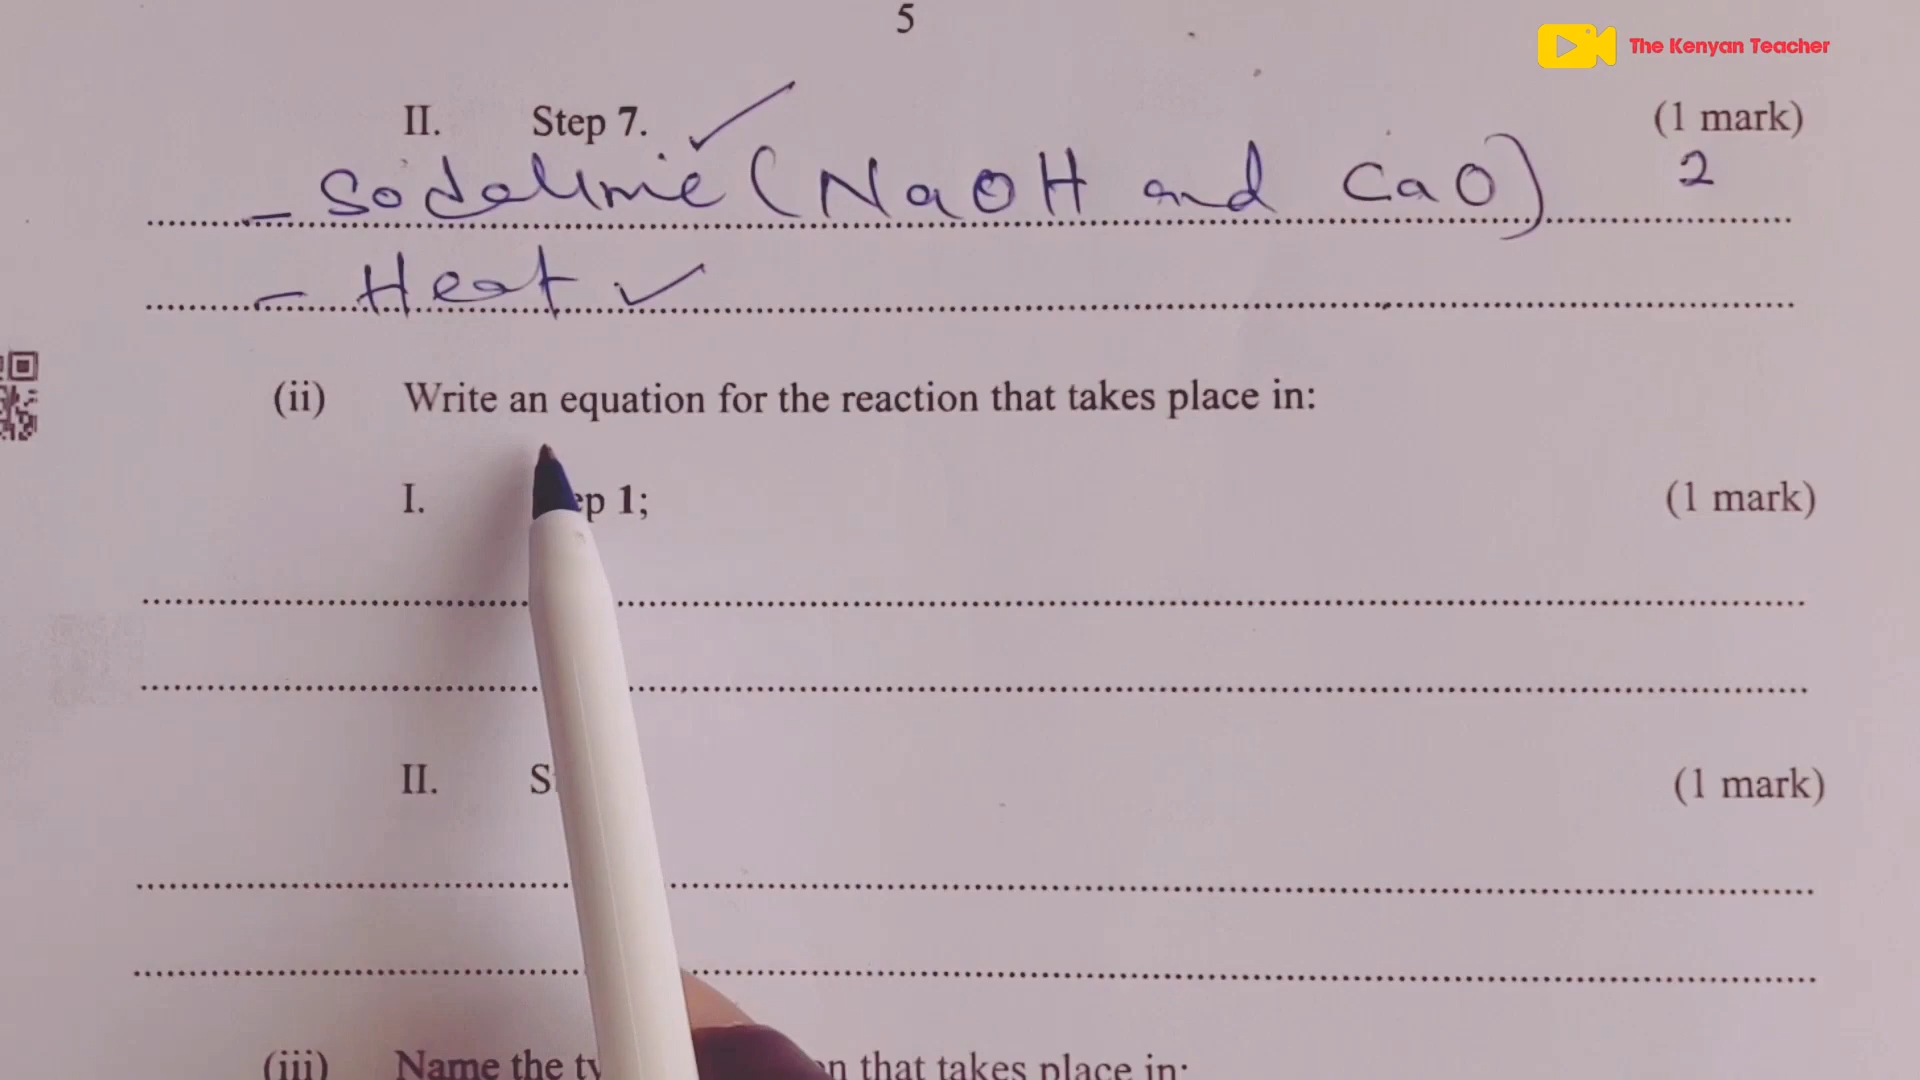 5
The Kenyan Teacher
II. Step 7. (1 mark)
- Sodalime (NaOH and CaO) 2
- Heat
(ii) Write an equation for the reaction that takes place in:
I. 1; (1 mark)
II. (1 mark)
(iii) Name the that takes place in: